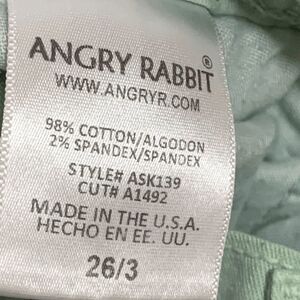 ANGRY RABBIT®
WWW.ANGRYR.COM
98% COTTON/ALGODON
2% SPANDEX/SPANDEX
STYLE# ASK139
CUT# A1492
MADE IN THE U.S.A.
HECHO EN EE. UU.
26/3